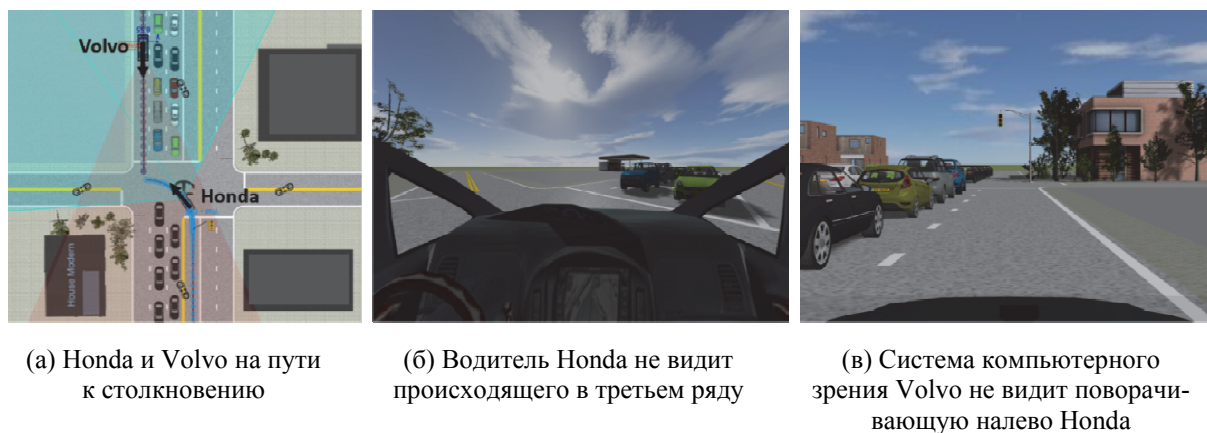 Volvo
Honda
House Modern
(а) Honda и Volvo на пути
к столкновению
(б) Водитель Honda не видит
происходящего в третьем ряду
(в) Система компьютерного
зрения Volvo не видит поворачи-
вающую налево Honda